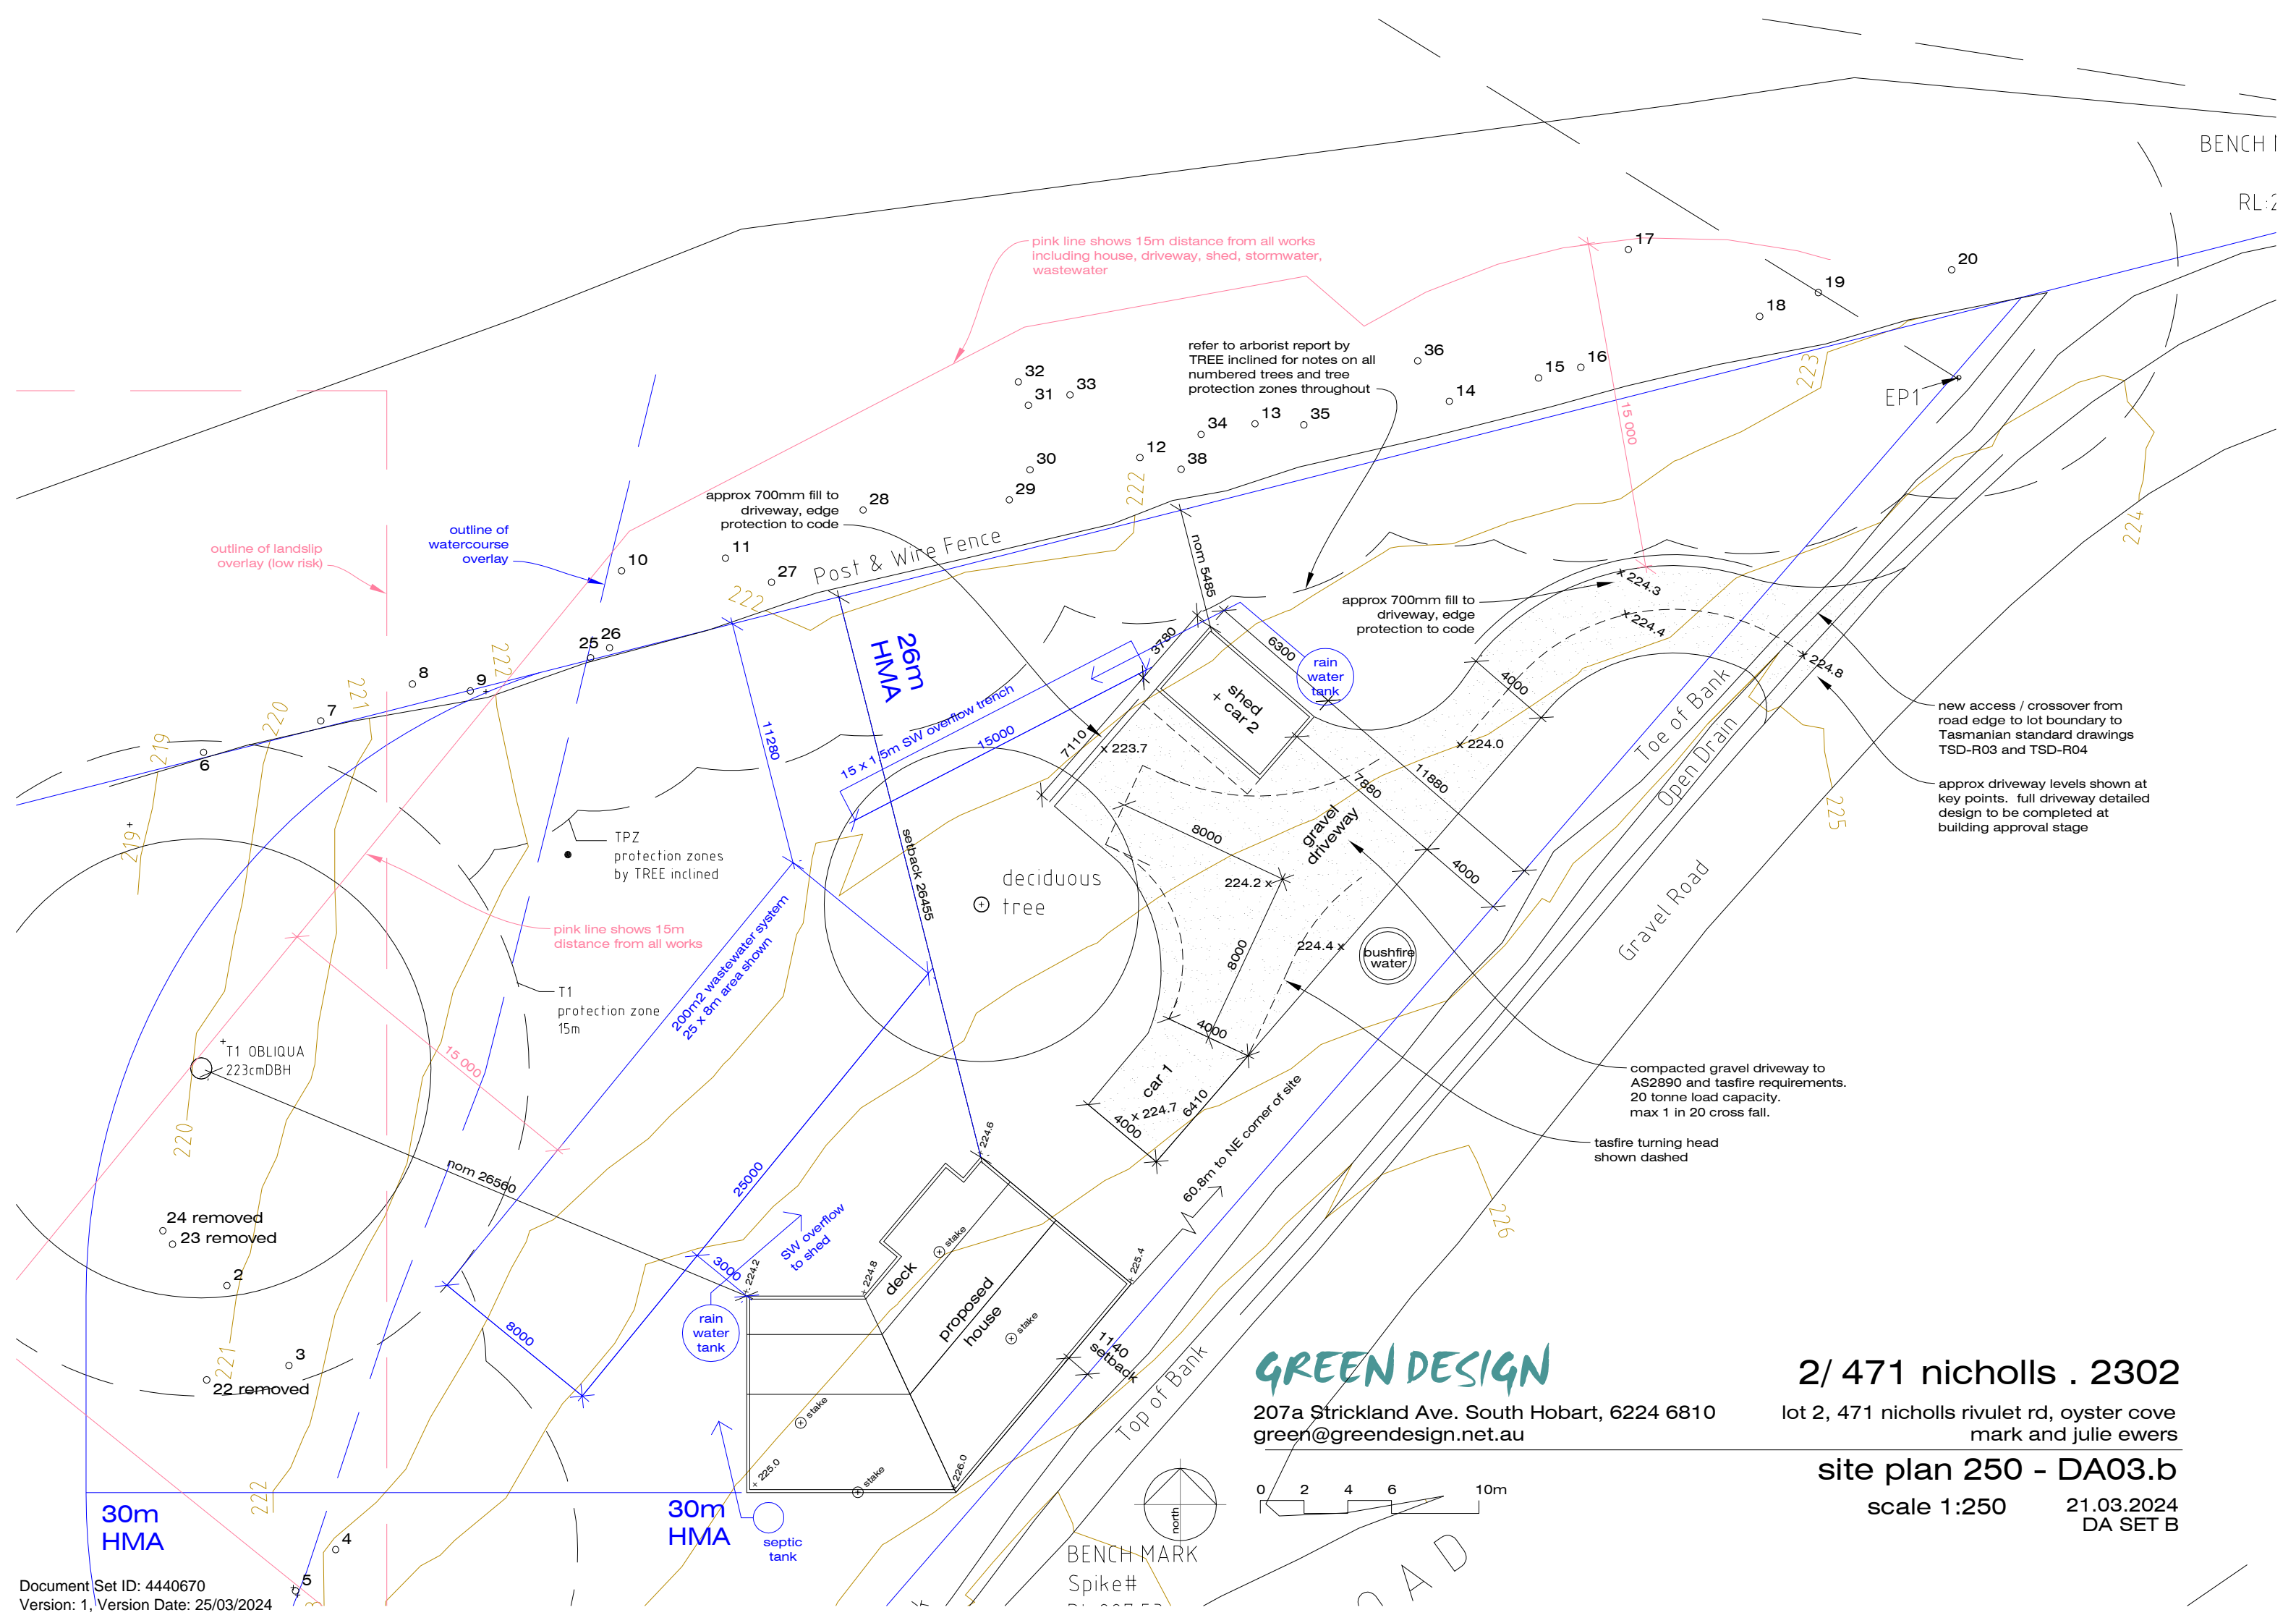 BENCH
RL:2
pink line shows 15m distance from all works
including house, driveway, shed, stormwater,
wastewater
17
20
19
18
refer to arborist report by
TREE inclined for notes on all
numbered trees and tree
protection zones throughout
36
15
16
14
223
EP1
15 000
32
31
33
34
13
35
12
38
30
29
28
222
approx 700mm fill to
driveway, edge
protection to code
Post & Wire Fence
nom 5485
224
outline of
watercourse
overlay
outline of landslip
overlay (low risk)
10
11
27
222
25
26
222
8
9
7
6
221
220
219
219
26m
HMA
3780
6300
rain
water
tank
shed
+ car 2
approx 700mm fill to
driveway, edge
protection to code
x 224.3
x 224.4
x 224.8
4000
x 224.0
Toe of Bank
Open Drain
new access / crossover from
road edge to lot boundary to
Tasmanian standard drawings
TSD-R03 and TSD-R04
approx driveway levels shown at
key points. full driveway detailed
design to be completed at
building approval stage
225
11280
15 x 1.5m SW overflow trench
15000
7110
x 223.7
7880
11880
8000
gravel
driveway
224.2 x
4000
TPZ
protection zones
by TREE inclined
setback 26455
deciduous
tree
Gravel Road
pink line shows 15m
distance from all works
200m2 wastewater system
25 x 8m area shown
T1
protection zone
15m
224.4 x
8000
bushfire
water
T1 OBLIQUA
223cmDBH
15 000
4000
car 1
x 224.7
4000
6410
60.8m to NE corner of site
compacted gravel driveway to
AS2890 and tasfire requirements.
20 tonne load capacity.
max 1 in 20 cross fall.
tasfire turning head
shown dashed
220
nom 26560
25000
224.6
226
24 removed
23 removed
2
SW overflow
to shed
3000
224.2
224.8
deck
stake
225.4
proposed
house
stake
rain
water
tank
8000
1140
setback
221
3
22 removed
stake
Top of Bank
225.0
stake
226.0
222
30m
HMA
30m
HMA
septic
tank
4
5
north
BENCH MARK
Spike#
GREEN DESIGN
207a Strickland Ave. South Hobart, 6224 6810
green@greendesign.net.au
0 2 4 6 10m
2/ 471 nicholls . 2302
lot 2, 471 nicholls rivulet rd, oyster cove
mark and julie ewers
site plan 250 - DA03.b
scale 1:250
21.03.2024
DA SET B
Document Set ID: 4440670
Version: 1, Version Date: 25/03/2024